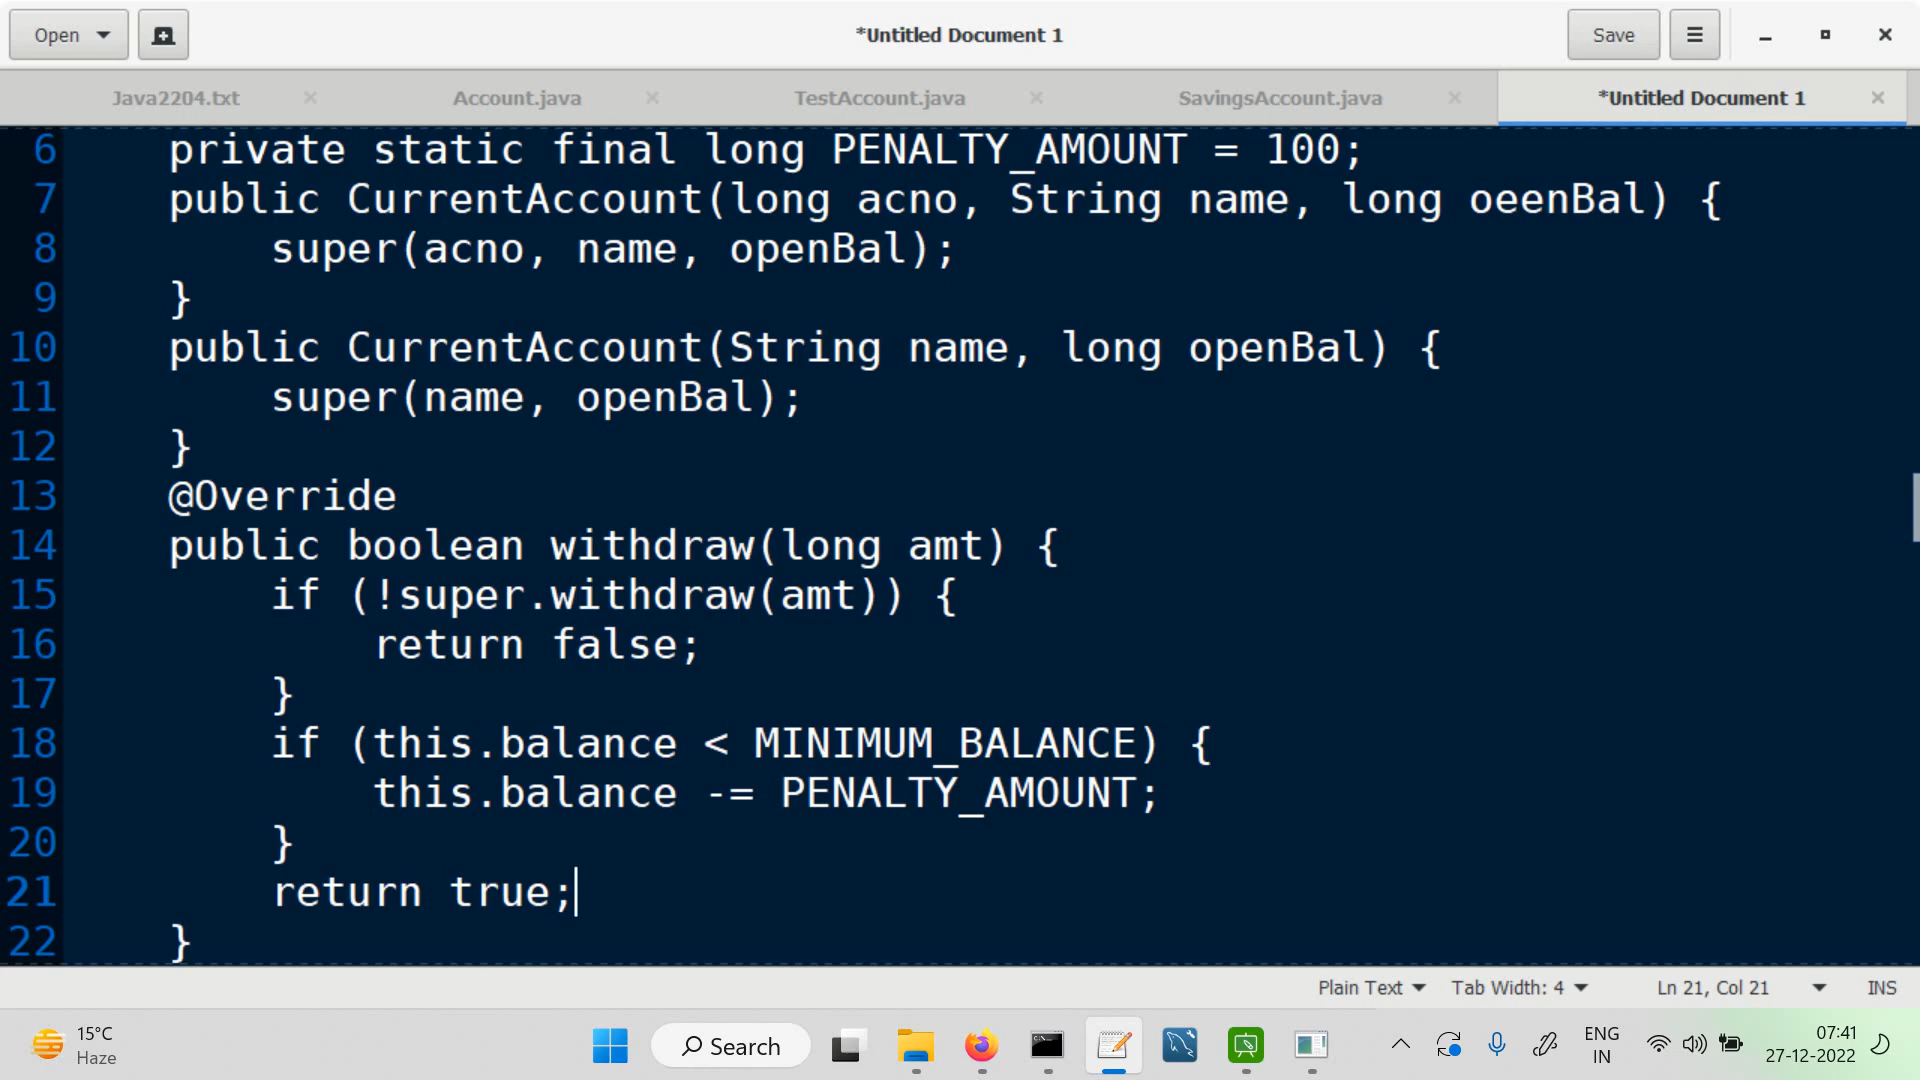 Open
*Untitled Document 1
Save
Java2204.txt
Account.java
TestAccount.java
SavingsAccount.java
*Untitled Document 1
6 private static final long PENALTY_AMOUNT = 100;
7 public CurrentAccount(long acno, String name, long oeenBal) {
8 super(acno, name, openBal);
9 }
10 public CurrentAccount(String name, long openBal) {
11 super(name, openBal);
12 }
13 @Override
14 public boolean withdraw(long amt) {
15 if (!super.withdraw(amt)) {
16 return false;
17 }
18 if (this.balance < MINIMUM_BALANCE) {
19 this.balance -= PENALTY_AMOUNT;
20 }
21 return true;
22 }
Plain Text
Tab Width: 4
Ln 21, Col 21
INS
15°C
Haze
Search
ENG
IN
07:41
27-12-2022